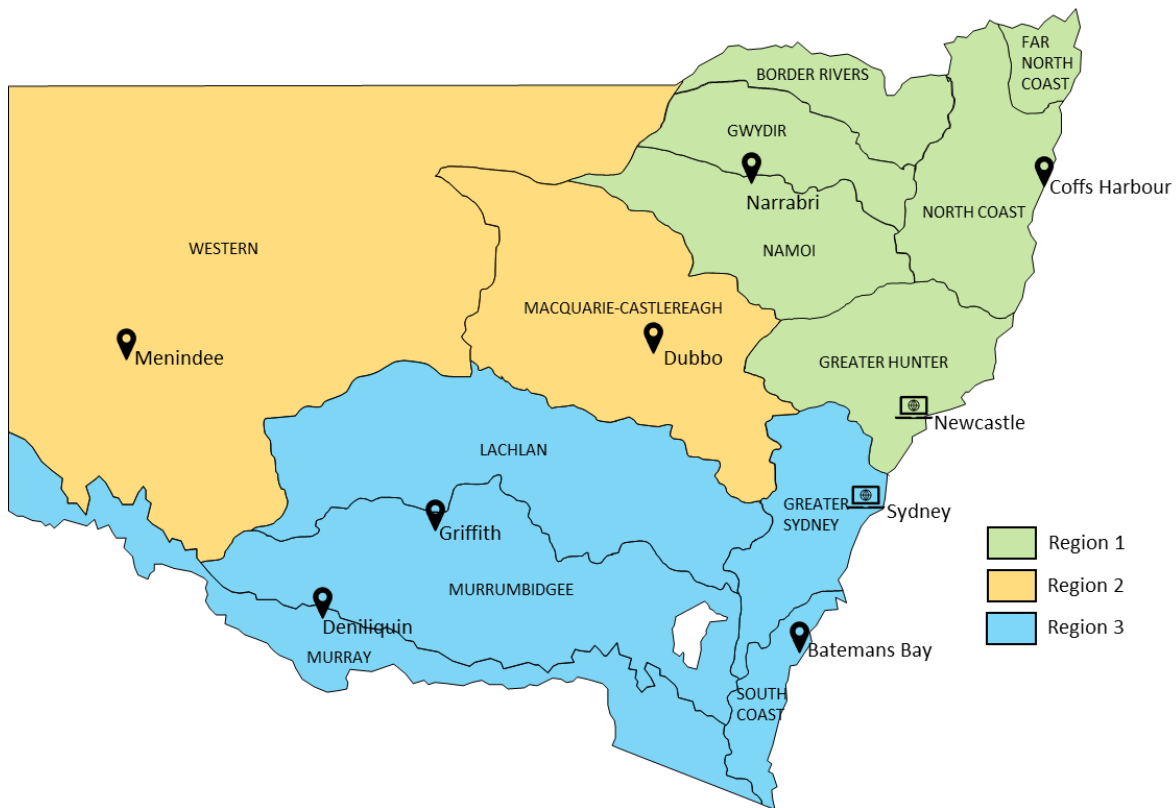 FAR
NORTH
COAST
BORDER RIVERS
GWYDIR
Narrabri
Coffs Harbour
NORTH COAST
WESTERN
NAMOI
MACQUARIE-CASTLEREAGH
Menindee
Dubbo
GREATER HUNTER
Newcastle
LACHLAN
GREATER
SYDNEY
Sydney
Griffith
Region 1
MURRUMBIDGEE
Region 2
Deniliquin
Region 3
MURRAY
Batemans Bay
SOUTH
COAST